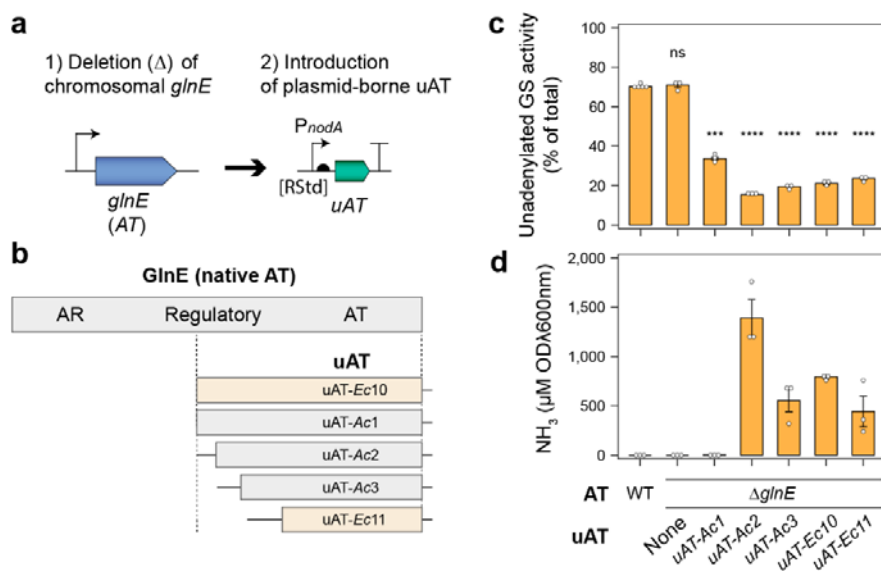 a
1) Deletion (Δ) of
chromosomal glnE
2) Introduction
of plasmid-borne uAT
PnodA
[RStd]
glnE
(AT)
uAT
b
GlnE (native AT)
AR Regulatory AT
uAT
uAT-Ec10
uAT-Ac1
uAT-Ac2
uAT-Ac3
uAT-Ec11
c
Unadenylated GS activity
(% of total)
100
80
60
40
20
0
ns
*** **** **** **** ****
d
NH3 (µM ODλ600nm)
2,000
1,500
1,000
500
0
AT WT ΔglnE
uAT None uAT-Ac1 uAT-Ac2 uAT-Ac3 uAT-Ec10 uAT-Ec11